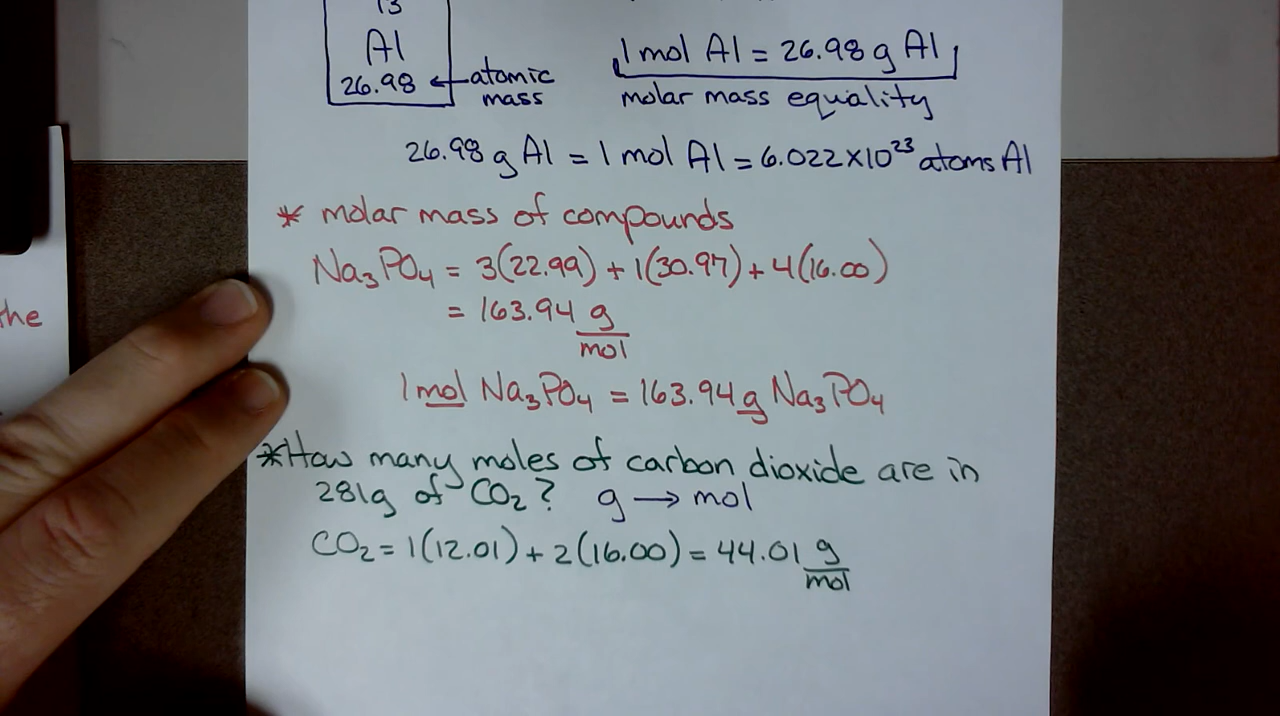 13
Al
26.98 ← atomic mass
1 mol Al = 26.98 g Al
molar mass equality
26.98 g Al = 1 mol Al = 6.022×10²³ atoms Al
* molar mass of compounds
Na₃PO₄ = 3(22.99) + 1(30.97) + 4(16.00)
= 163.94 g/mol
1 mol Na₃PO₄ = 163.94 g Na₃PO₄
*How many moles of carbon dioxide are in
281g of CO₂? g → mol
CO₂ = 1(12.01) + 2(16.00) = 44.01 g/mol
the